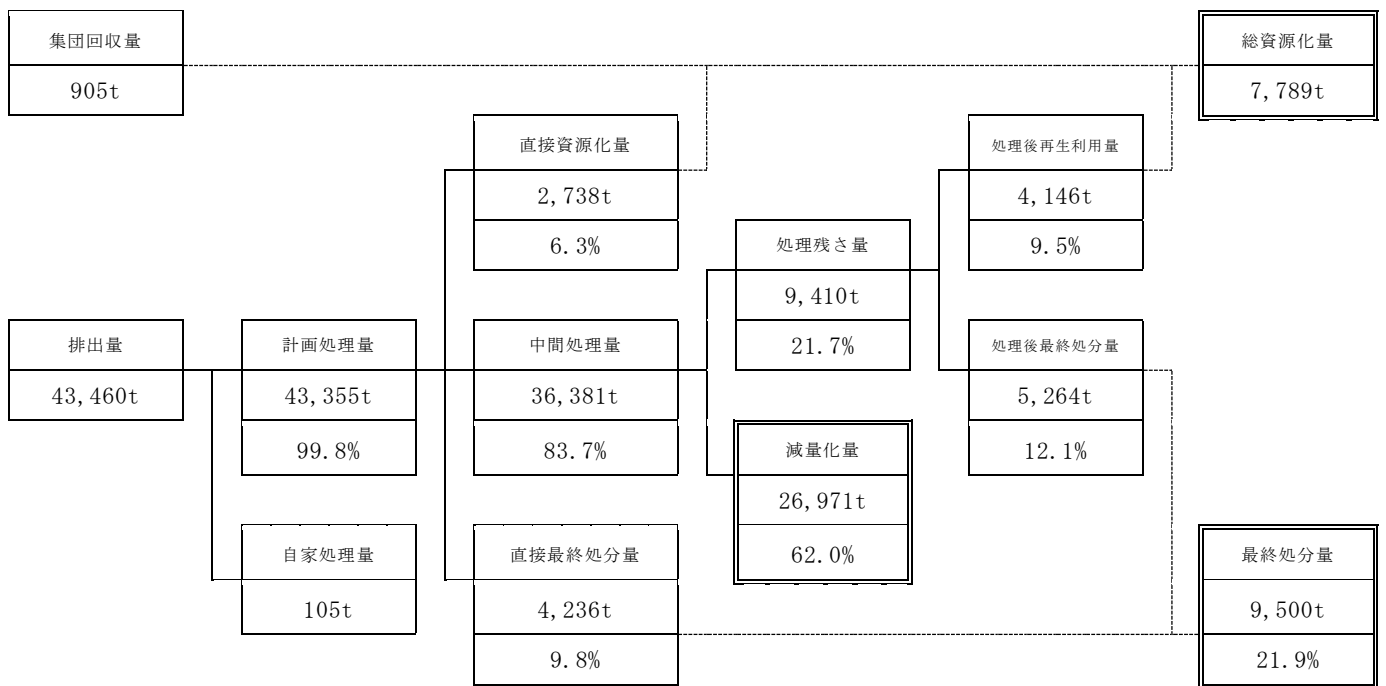 集団回収量
905t
総資源化量
7,789t
直接資源化量
2,738t
6.3%
処理後再生利用量
4,146t
9.5%
処理残さ量
9,410t
21.7%
排出量
43,460t
計画処理量
43,355t
99.8%
中間処理量
36,381t
83.7%
処理後最終処分量
5,264t
12.1%
減量化量
26,971t
62.0%
自家処理量
105t
直接最終処分量
4,236t
9.8%
最終処分量
9,500t
21.9%